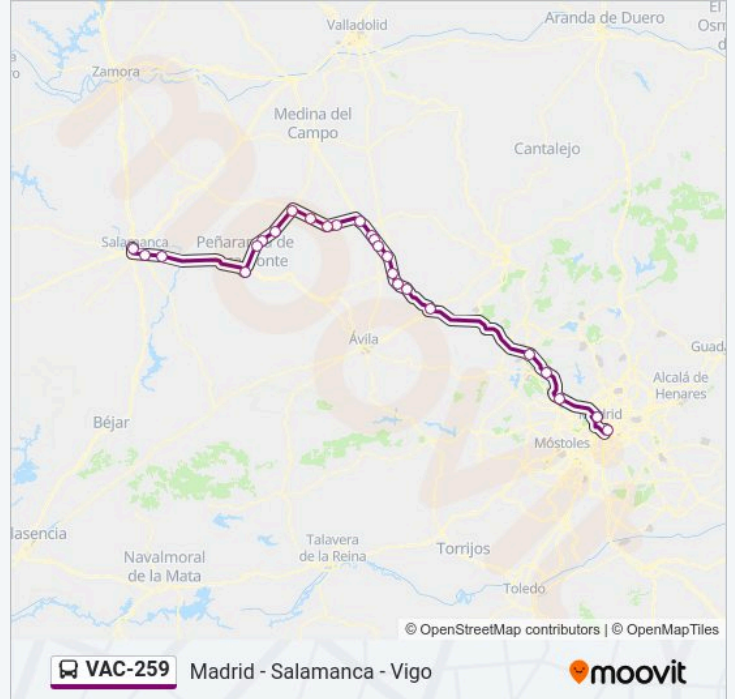 El
Osm
d
Aranda de Duero
Valladolid
Zamora
Medina del
Campo
Cantalejo
Salamanca
Peñaranda de
onte
Ávila
Guad
Alcalá de
Henares
Madrid
Béjar
Móstoles
lasencia
Talavera
de la Reina
Torrijos
Navalmoral
de la Mata
Toledo
moovit
© OpenStreetMap contributors | © OpenMapTiles
VAC-259 Madrid - Salamanca - Vigo
moovit